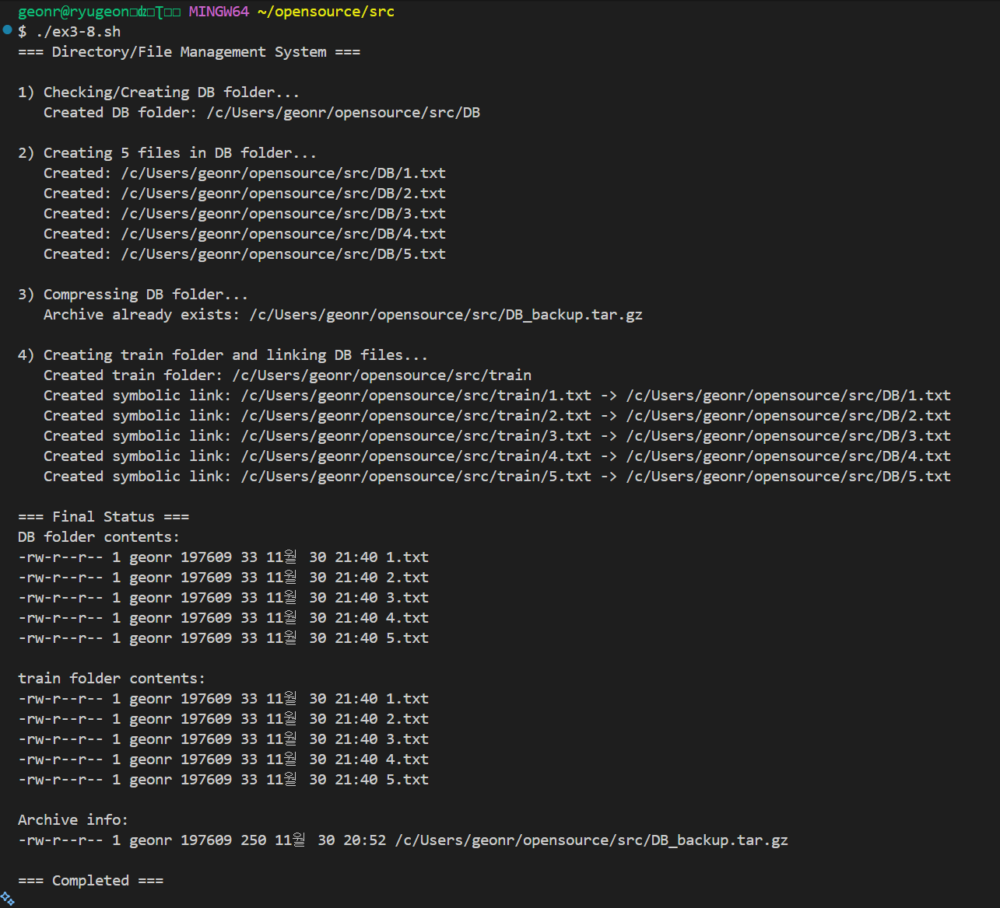 geonr@ryugeon□ʥ□Ʈ□□ MINGW64 ~/opensource/src
$ ./ex3-8.sh
=== Directory/File Management System ===
1) Checking/Creating DB folder...
   Created DB folder: /c/Users/geonr/opensource/src/DB
2) Creating 5 files in DB folder...
   Created: /c/Users/geonr/opensource/src/DB/1.txt
   Created: /c/Users/geonr/opensource/src/DB/2.txt
   Created: /c/Users/geonr/opensource/src/DB/3.txt
   Created: /c/Users/geonr/opensource/src/DB/4.txt
   Created: /c/Users/geonr/opensource/src/DB/5.txt
3) Compressing DB folder...
   Archive already exists: /c/Users/geonr/opensource/src/DB_backup.tar.gz
4) Creating train folder and linking DB files...
   Created train folder: /c/Users/geonr/opensource/src/train
   Created symbolic link: /c/Users/geonr/opensource/src/train/1.txt -> /c/Users/geonr/opensource/src/DB/1.txt
   Created symbolic link: /c/Users/geonr/opensource/src/train/2.txt -> /c/Users/geonr/opensource/src/DB/2.txt
   Created symbolic link: /c/Users/geonr/opensource/src/train/3.txt -> /c/Users/geonr/opensource/src/DB/3.txt
   Created symbolic link: /c/Users/geonr/opensource/src/train/4.txt -> /c/Users/geonr/opensource/src/DB/4.txt
   Created symbolic link: /c/Users/geonr/opensource/src/train/5.txt -> /c/Users/geonr/opensource/src/DB/5.txt
=== Final Status ===
DB folder contents:
-rw-r--r-- 1 geonr 197609 33 11월 30 21:40 1.txt
-rw-r--r-- 1 geonr 197609 33 11월 30 21:40 2.txt
-rw-r--r-- 1 geonr 197609 33 11월 30 21:40 3.txt
-rw-r--r-- 1 geonr 197609 33 11월 30 21:40 4.txt
-rw-r--r-- 1 geonr 197609 33 11월 30 21:40 5.txt
train folder contents:
-rw-r--r-- 1 geonr 197609 33 11월 30 21:40 1.txt
-rw-r--r-- 1 geonr 197609 33 11월 30 21:40 2.txt
-rw-r--r-- 1 geonr 197609 33 11월 30 21:40 3.txt
-rw-r--r-- 1 geonr 197609 33 11월 30 21:40 4.txt
-rw-r--r-- 1 geonr 197609 33 11월 30 21:40 5.txt
Archive info:
-rw-r--r-- 1 geonr 197609 250 11월 30 20:52 /c/Users/geonr/opensource/src/DB_backup.tar.gz
=== Completed ===